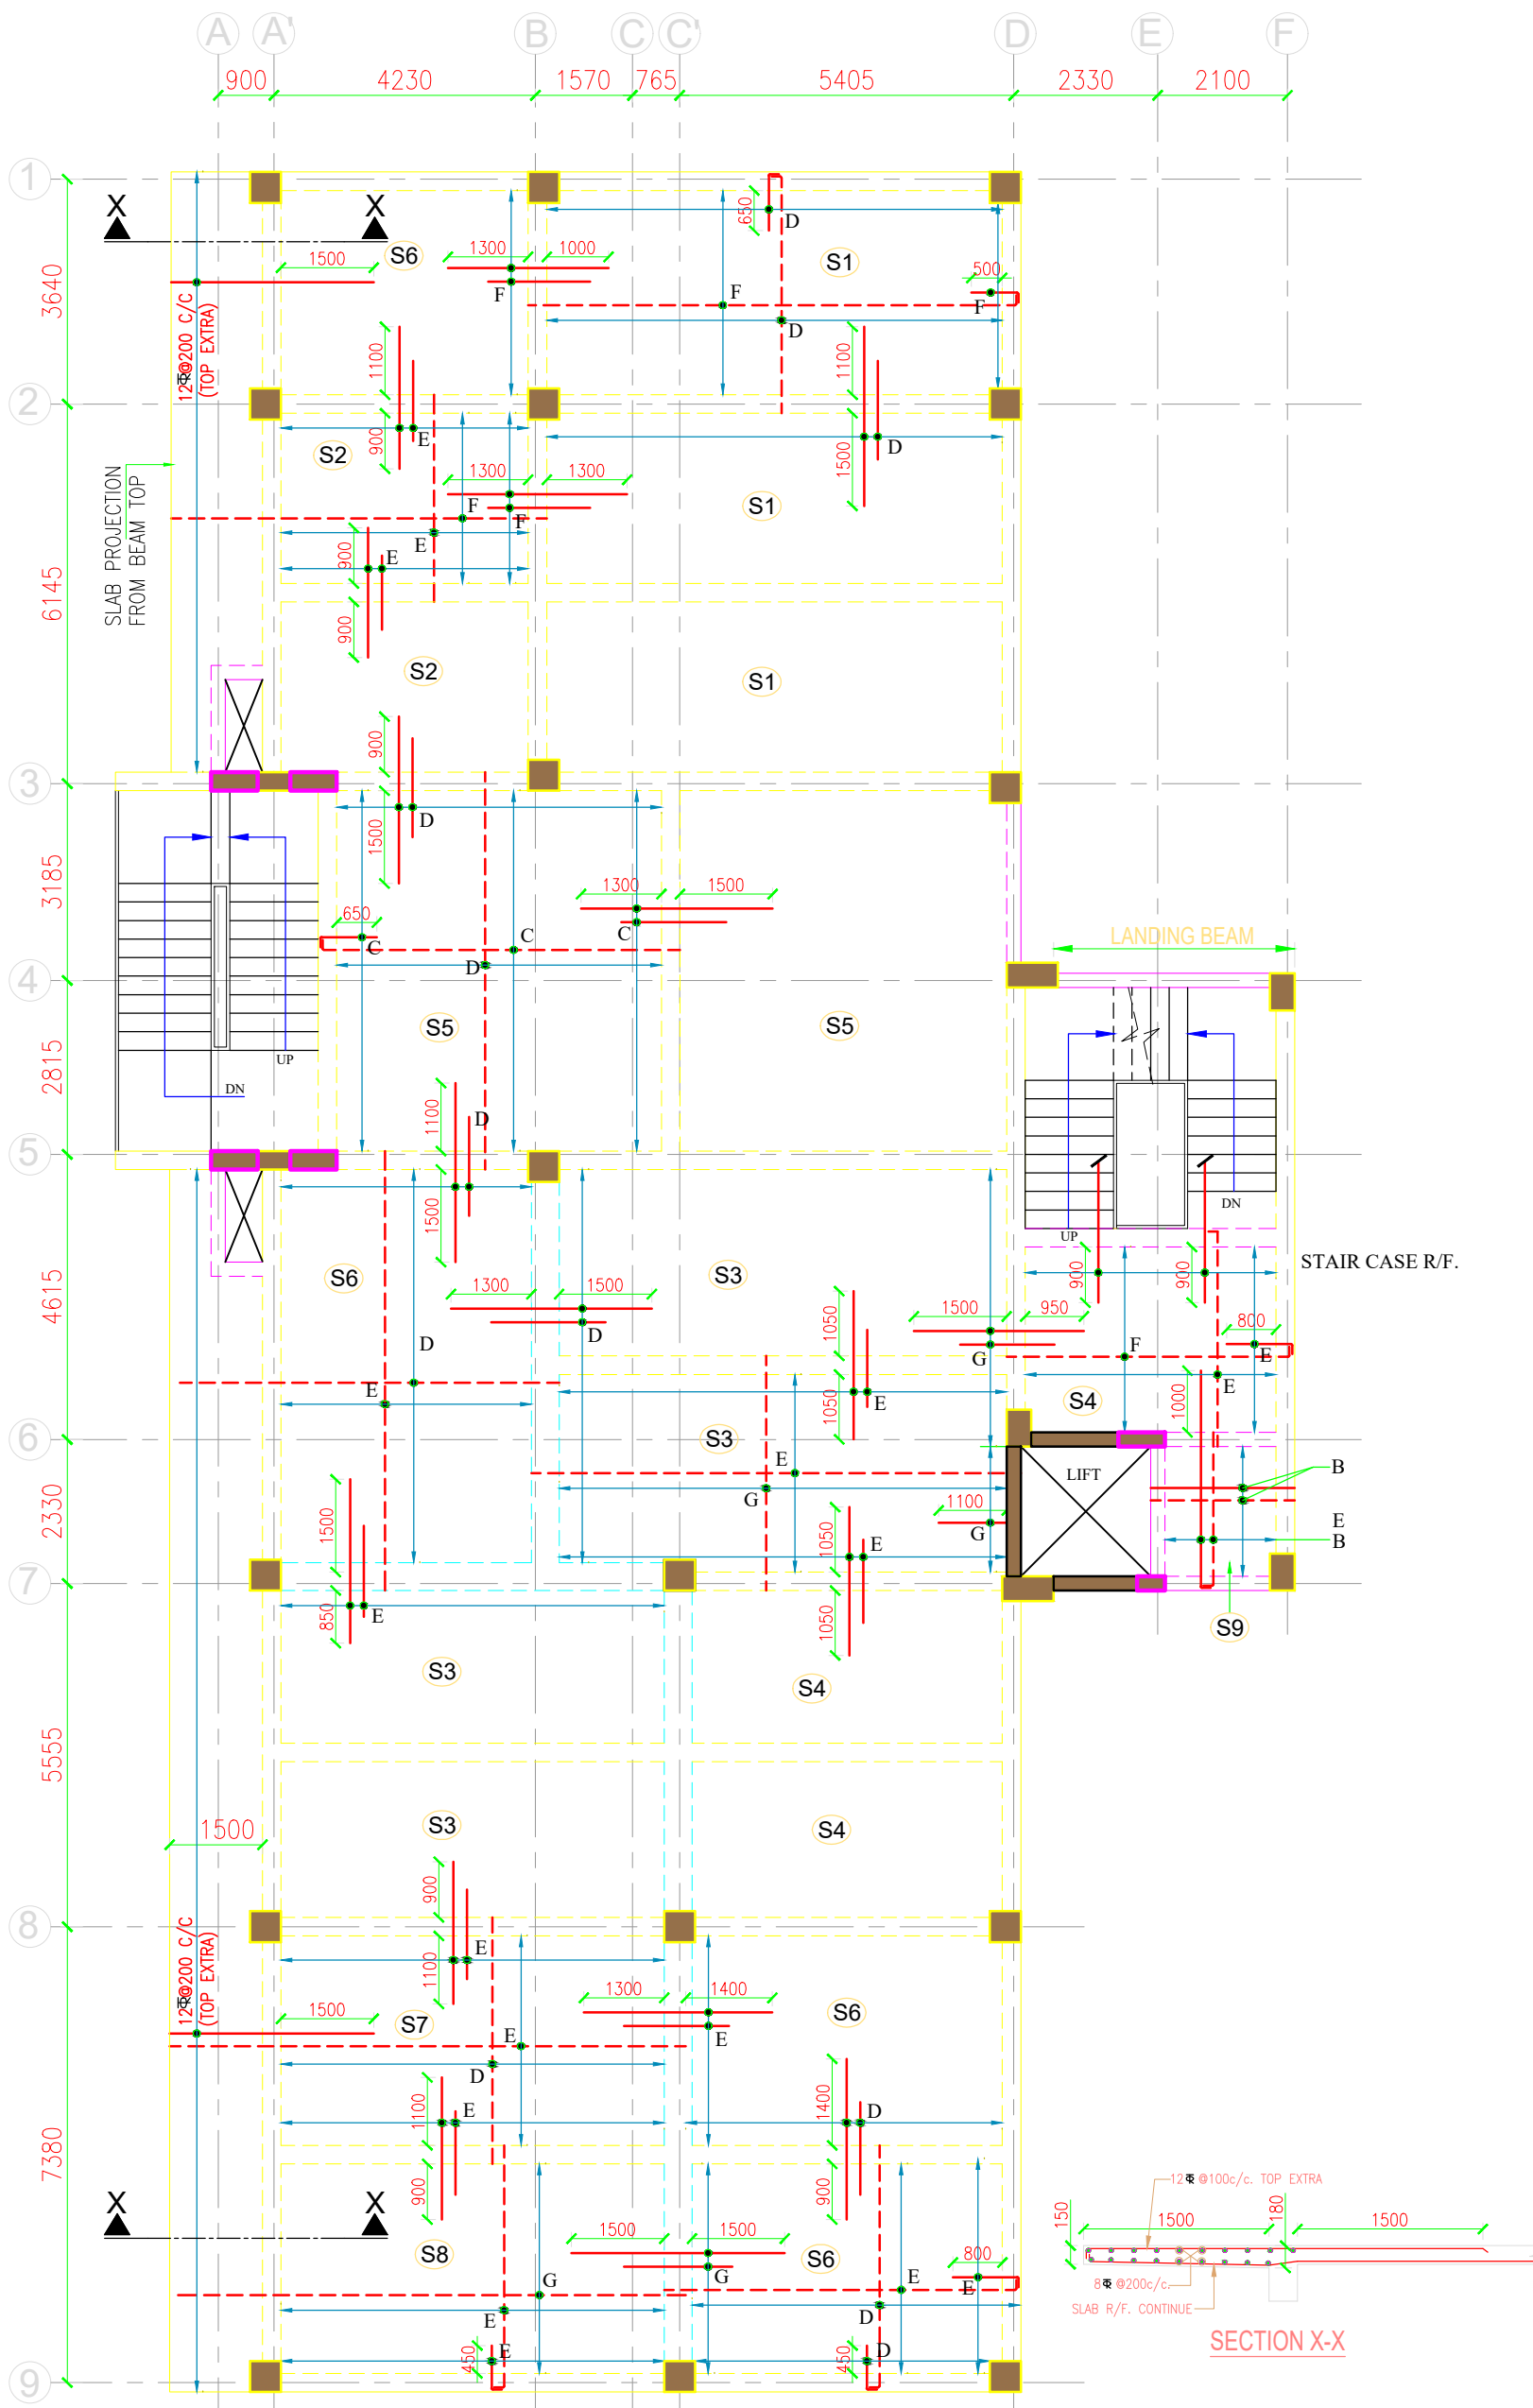 A A' B C C' D E F
900 4230 1570 765 5405 2330 2100
1
X X
650
D
S6
1300 1000
S1
1500
500
F
F
F
12 @200 C/C
(TOP EXTRA)
3640
D
1100
1100
2
E
D
900
S2
1300 1300
1500
SLAB PROJECTION
FROM BEAM TOP
F
S1
F
900
E
E
6145
900
S2
S1
900
3
D
1500
3185
1300 1500
650
C
C
C
LANDING BEAM
D
4
S5
S5
2815
UP
DN
1100
D
5
DN
UP
1500
STAIR CASE R/F.
S6
S3
900
900
4615
1300 1500
1050
1500 950
800
D
D
F
E
G
E
E
1050
E
1000
S4
6
S3
E
LIFT
B
G
1100
2330
1500
G
1050
E
E
B
7
850
E
1050
S9
S3
S4
5555
S3
S4
1500
900
8
12 @200 C/C
(TOP EXTRA)
E
1100
1300 1400
1500
S7
S6
E
E
D
1400
1100
E
D
7380
12 @100c/c. TOP EXTRA
900
900
X X
150
1500
180
1500
1500 1500
S8
S6
800
G
G
E
E
8 @200c/c.
SLAB R/F. CONTINUE
E
D
SECTION X-X
450
E
450
D
9